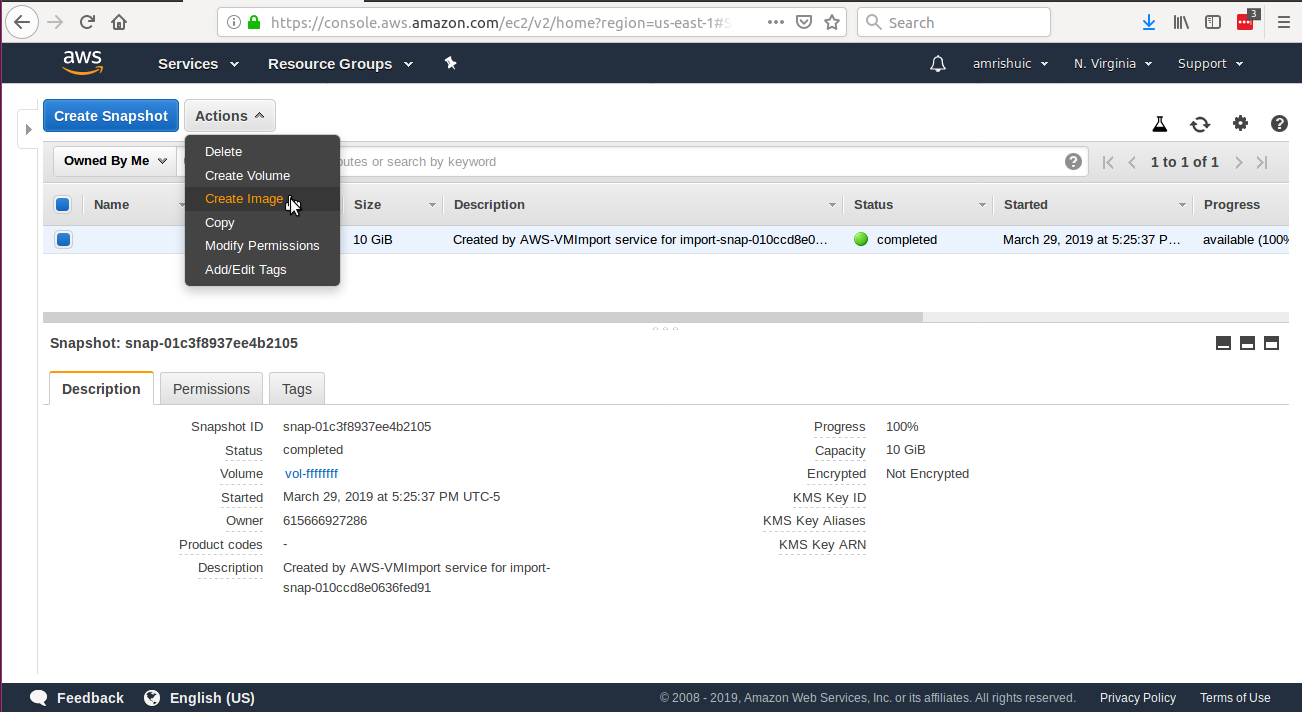 https://console.aws.amazon.com/ec2/v2/home?region=us-east-1#S
Search
3
aws
Services
Resource Groups
amrishuic
N. Virginia
Support
Create Snapshot
Actions
Delete
Create Volume
Create Image
Copy
Modify Permissions
Add/Edit Tags
Owned By Me
butes or search by keyword
1 to 1 of 1
Name Size Description Status Started Progress
10 GiB Created by AWS-VMImport service for import-snap-010ccd8e0... completed March 29, 2019 at 5:25:37 P... available (100%
Snapshot: snap-01c3f8937ee4b2105
Description Permissions Tags
Snapshot ID snap-01c3f8937ee4b2105
Status completed
Volume vol-ffffffff
Started March 29, 2019 at 5:25:37 PM UTC-5
Owner 615666927286
Product codes -
Description Created by AWS-VMImport service for import-
snap-010ccd8e0636fed91
Progress 100%
Capacity 10 GiB
Encrypted Not Encrypted
KMS Key ID
KMS Key Aliases
KMS Key ARN
Feedback
English (US)
© 2008 - 2019, Amazon Web Services, Inc. or its affiliates. All rights reserved.
Privacy Policy
Terms of Use